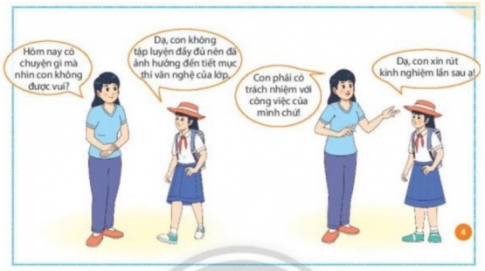 Hôm nay có
chuyện gì mà
nhìn con không
được vui?
Dạ, con không
tập luyện đầy đủ nên đã
ảnh hưởng đến tiết mục
thi văn nghệ của lớp.
Con phải có
trách nhiệm với
công việc của
mình chứ!
Dạ, con xin rút
kinh nghiệm lần sau ạ!
4